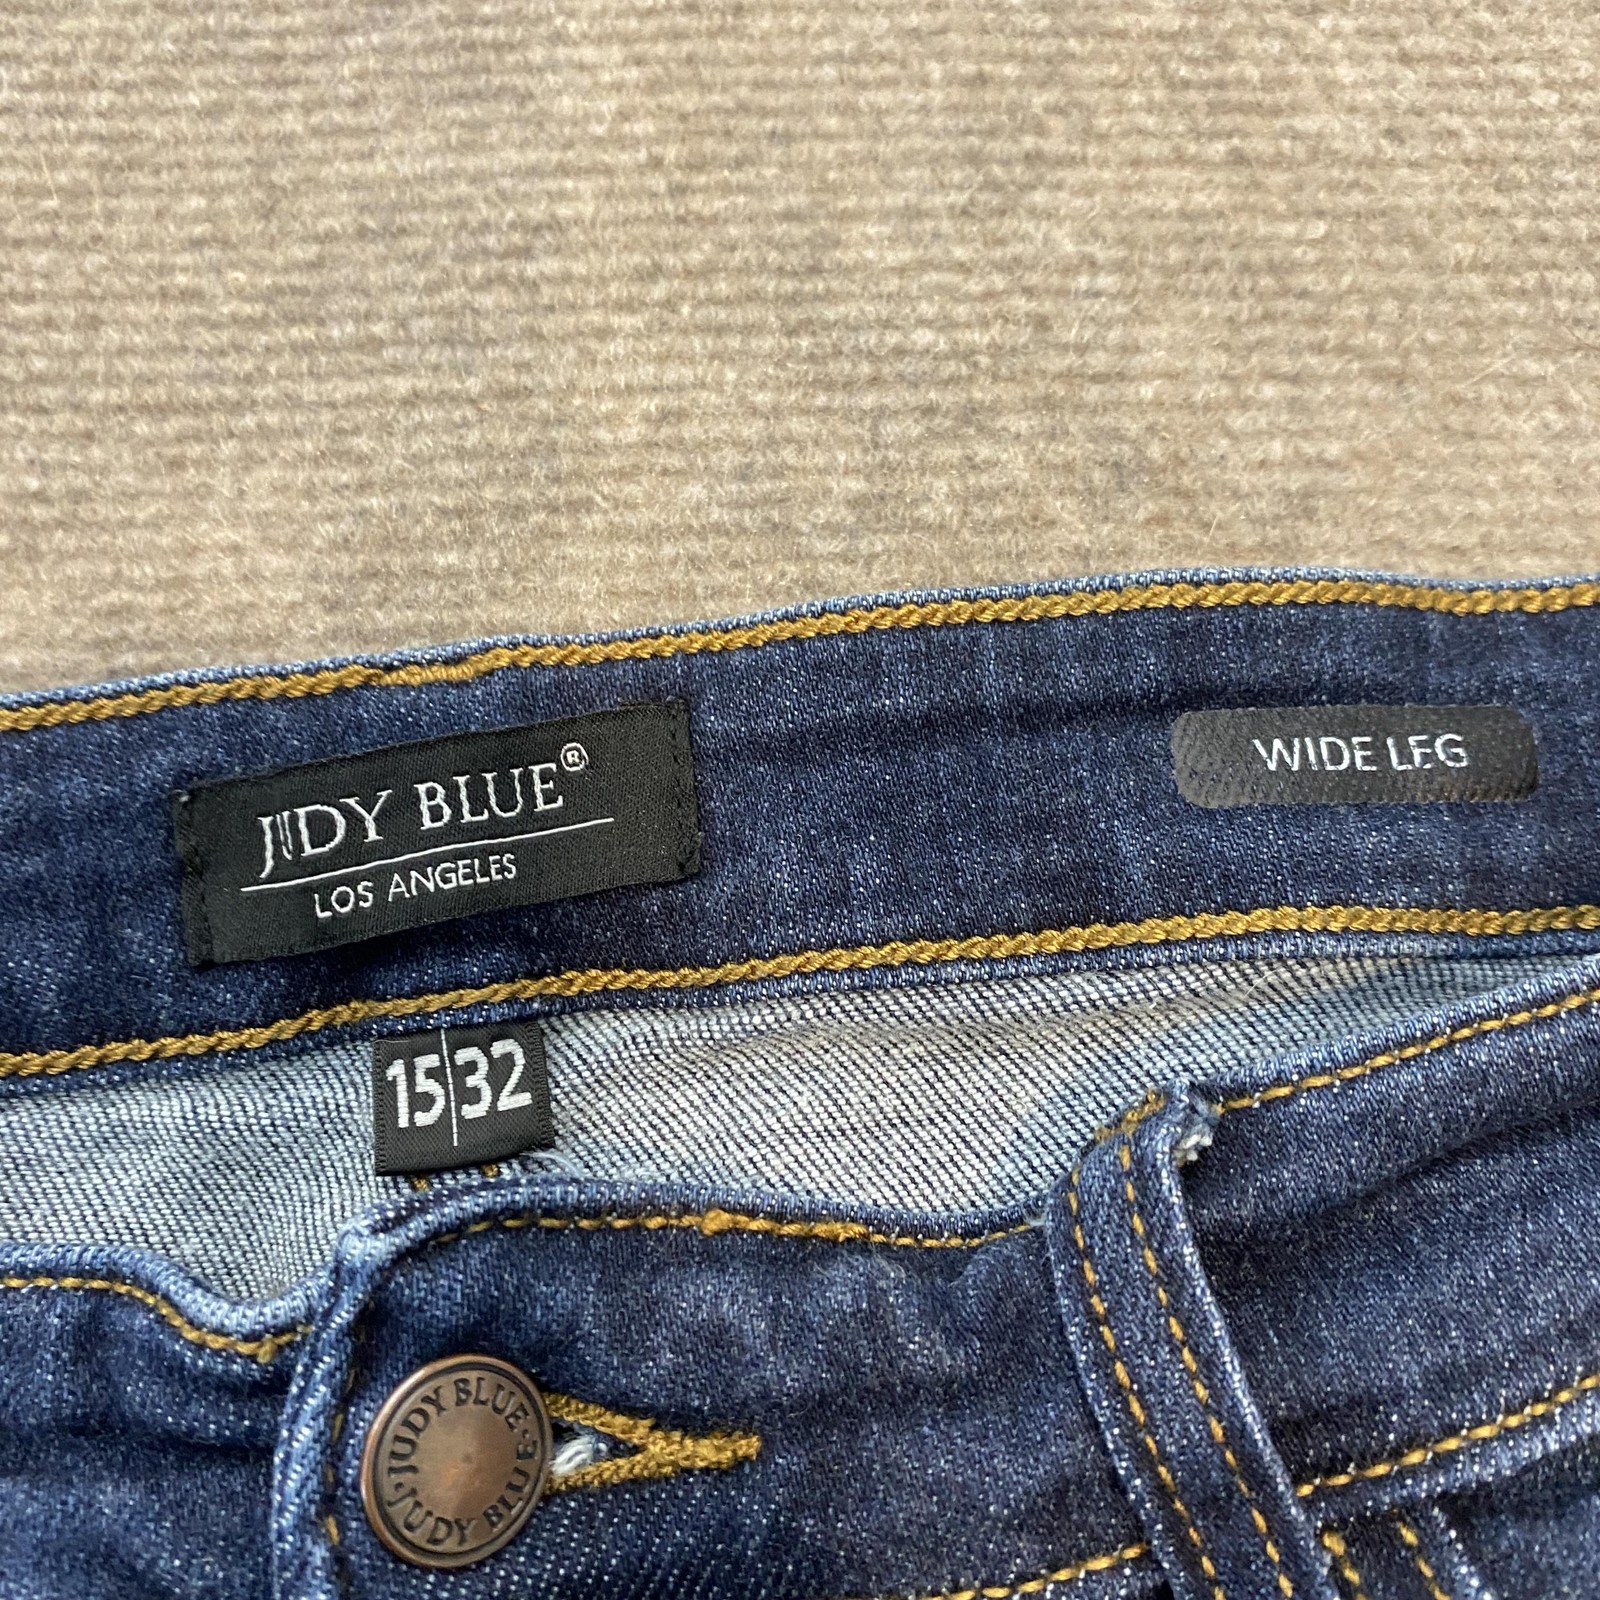 JUDY BLUE®
LOS ANGELES
WIDE LEG
15|32
JUDY BLUE • JUDY BLUE •